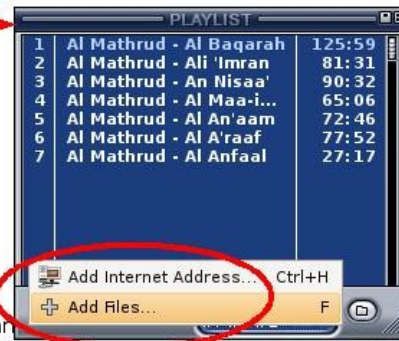 PLAYLIST
1 Al Mathrud - Al Baqarah 125:59
2 Al Mathrud - Ali 'Imran 81:31
3 Al Mathrud - An Nisaa' 90:32
4 Al Mathrud - Al Maa-i... 65:06
5 Al Mathrud - Al An'aam 72:46
6 Al Mathrud - Al A'raaf 77:52
7 Al Mathrud - Al Anfaal 27:17
Add Internet Address... Ctrl+H
Add Files... F